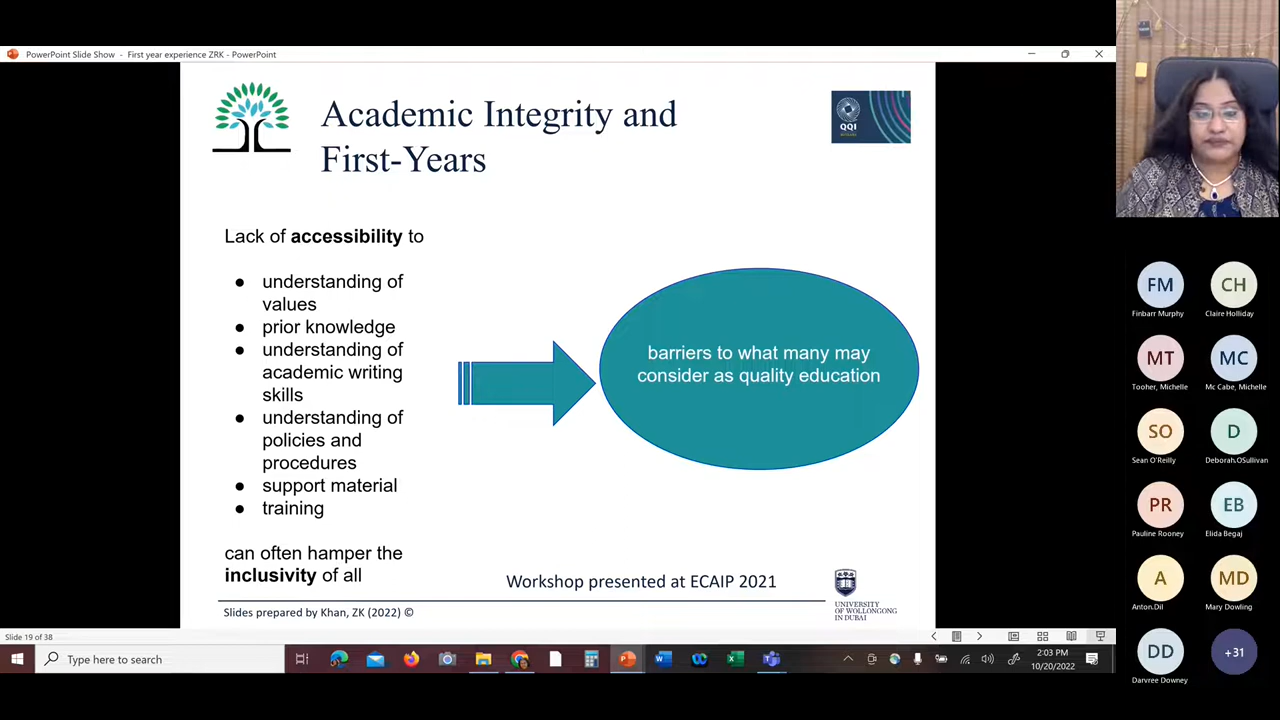 PowerPoint Slide Show - First year experience ZRK - PowerPoint
Academic Integrity and
First-Years
QQI
Lack of accessibility to
● understanding of
values
● prior knowledge
● understanding of
academic writing
skills
● understanding of
policies and
procedures
● support material
● training
can often hamper the
inclusivity of all
barriers to what many may
consider as quality education
Workshop presented at ECAIP 2021
Slides prepared by Khan, ZK (2022) ©
UNIVERSITY
OF WOLLONGONG
IN DUBAI
FM
Finbarr Murphy
CH
Claire Holliday
MT
Tooher, Michelle
MC
Mc Cabe, Michelle
SO
Sean O'Reilly
D
Deborah.OSullivan
PR
Pauline Rooney
EB
Elida Begaj
A
Anton.Dil
MD
Mary Dowling
DD
Darvree Downey
+31
Slide 19 of 38
Type here to search
2:03 PM
10/20/2022